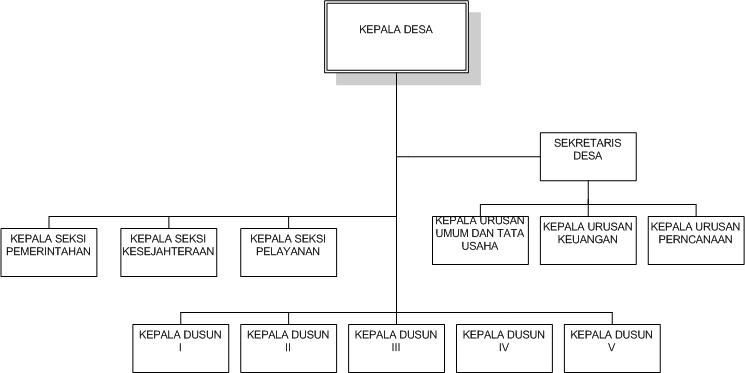 KEPALA DESA
SEKRETARIS
DESA
KEPALA SEKSI
PEMERINTAHAN
KEPALA SEKSI
KESEJAHTERAAN
KEPALA SEKSI
PELAYANAN
KEPALA URUSAN
UMUM DAN TATA
USAHA
KEPALA URUSAN
KEUANGAN
KEPALA URUSAN
PERNCANAAN
KEPALA DUSUN
I
KEPALA DUSUN
II
KEPALA DUSUN
III
KEPALA DUSUN
IV
KEPALA DUSUN
V